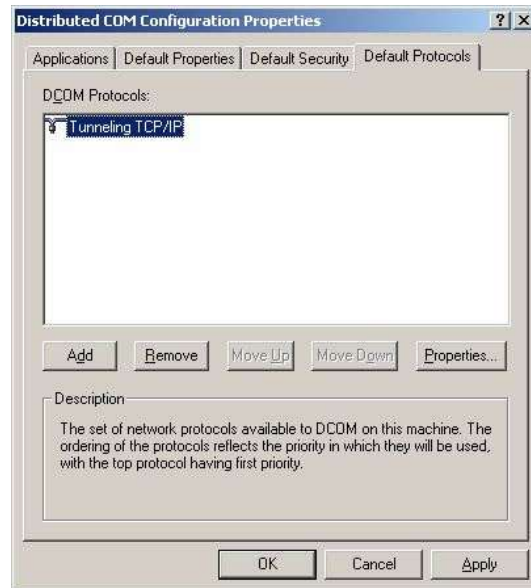 Distributed COM Configuration Properties
Applications Default Properties Default Security Default Protocols
DCOM Protocols:
Tunneling TCP/IP
Add Remove Move Up Move Down Properties...
Description
The set of network protocols available to DCOM on this machine. The
ordering of the protocols reflects the priority in which they will be used,
with the top protocol having first priority.
OK Cancel Apply